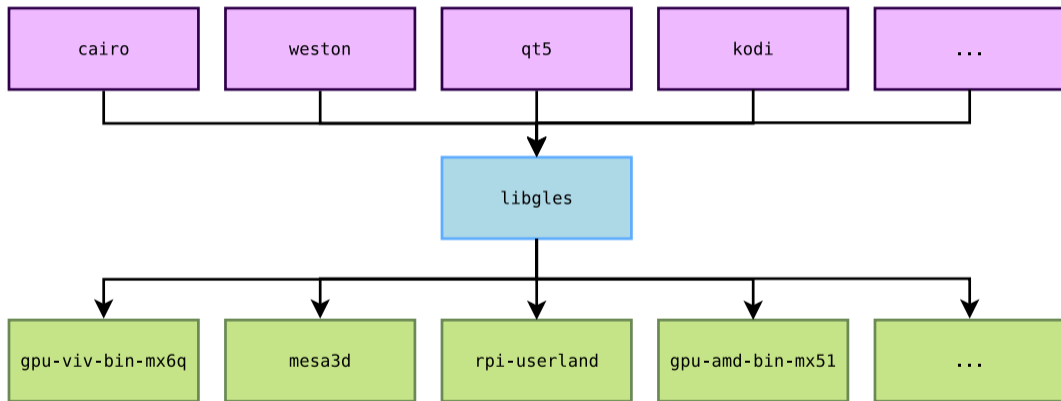 cairo
weston
qt5
kodi
...
libgles
gpu-viv-bin-mx6q
mesa3d
rpi-userland
gpu-amd-bin-mx51
...